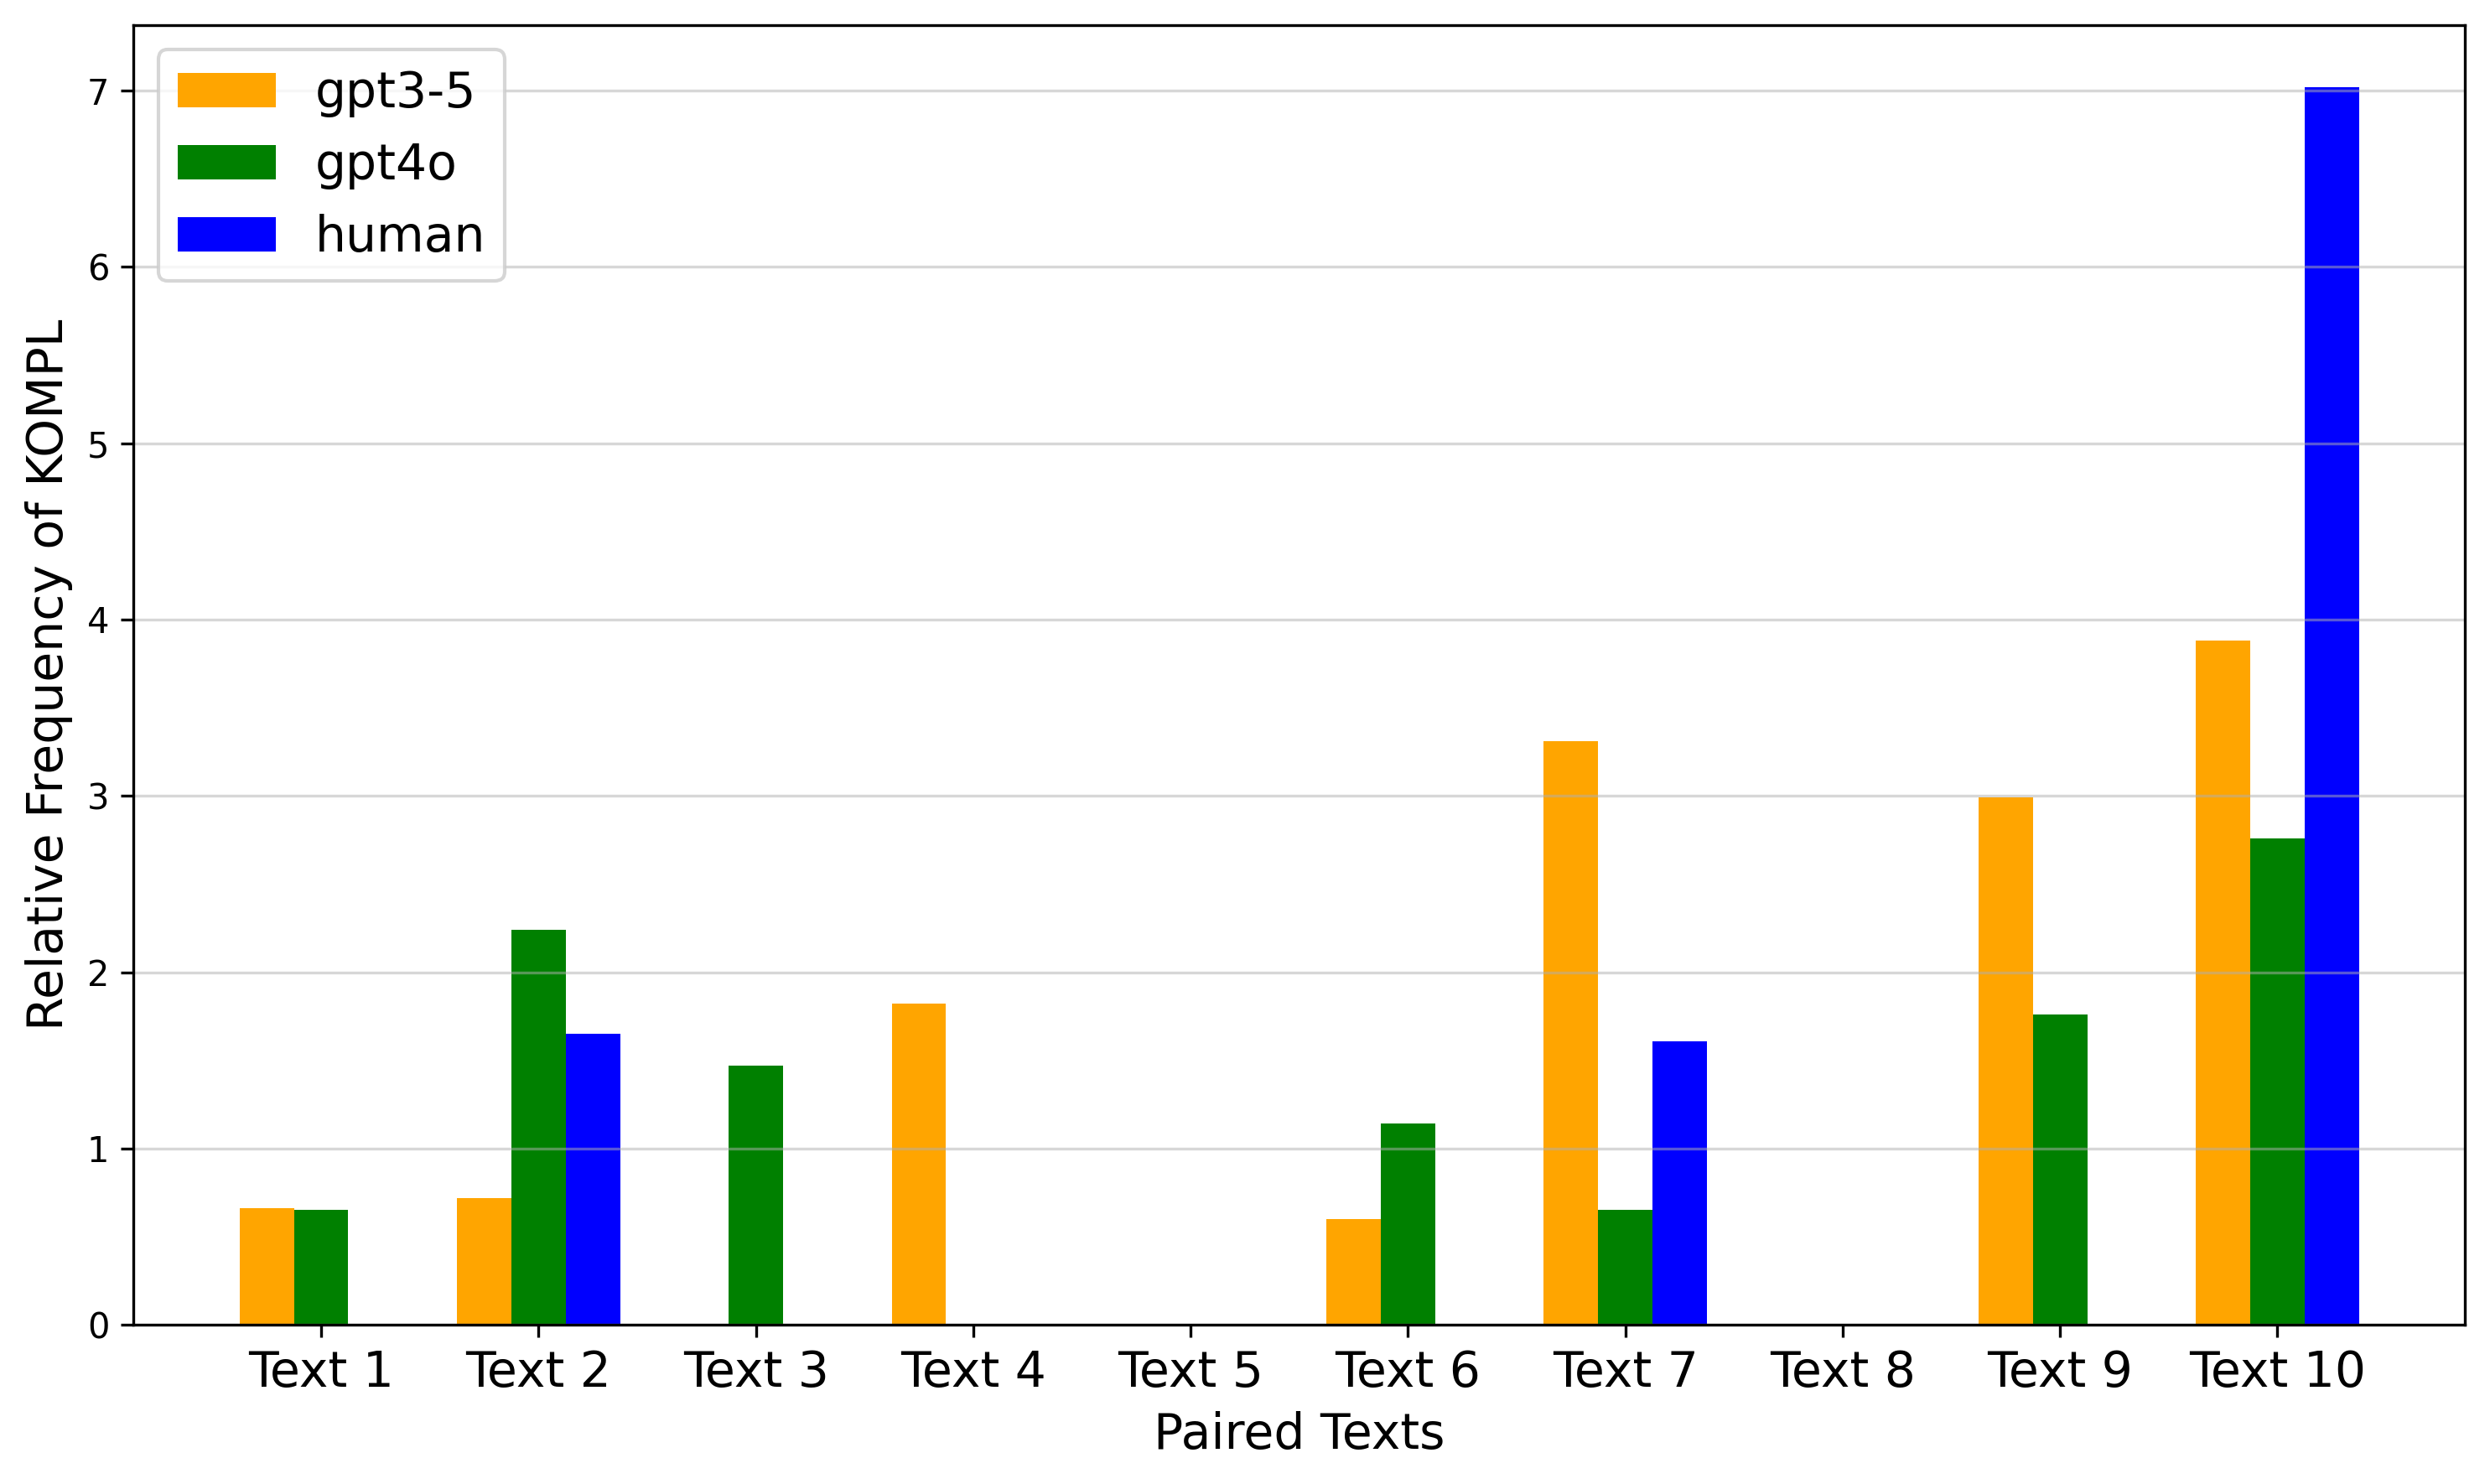 gpt3-5
gpt4o
human
Relative Frequency of KOMPL
7
6
5
4
3
2
1
0
Text 1 Text 2 Text 3 Text 4 Text 5 Text 6 Text 7 Text 8 Text 9 Text 10
Paired Texts